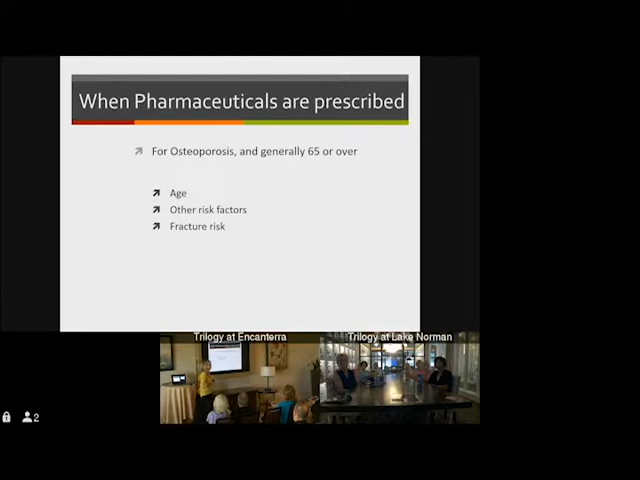 When Pharmaceuticals are prescribed
For Osteoporosis, and generally 65 or over
Age
Other risk factors
Fracture risk
Trilogy at Encanterra
Trilogy at Lake Norman
2